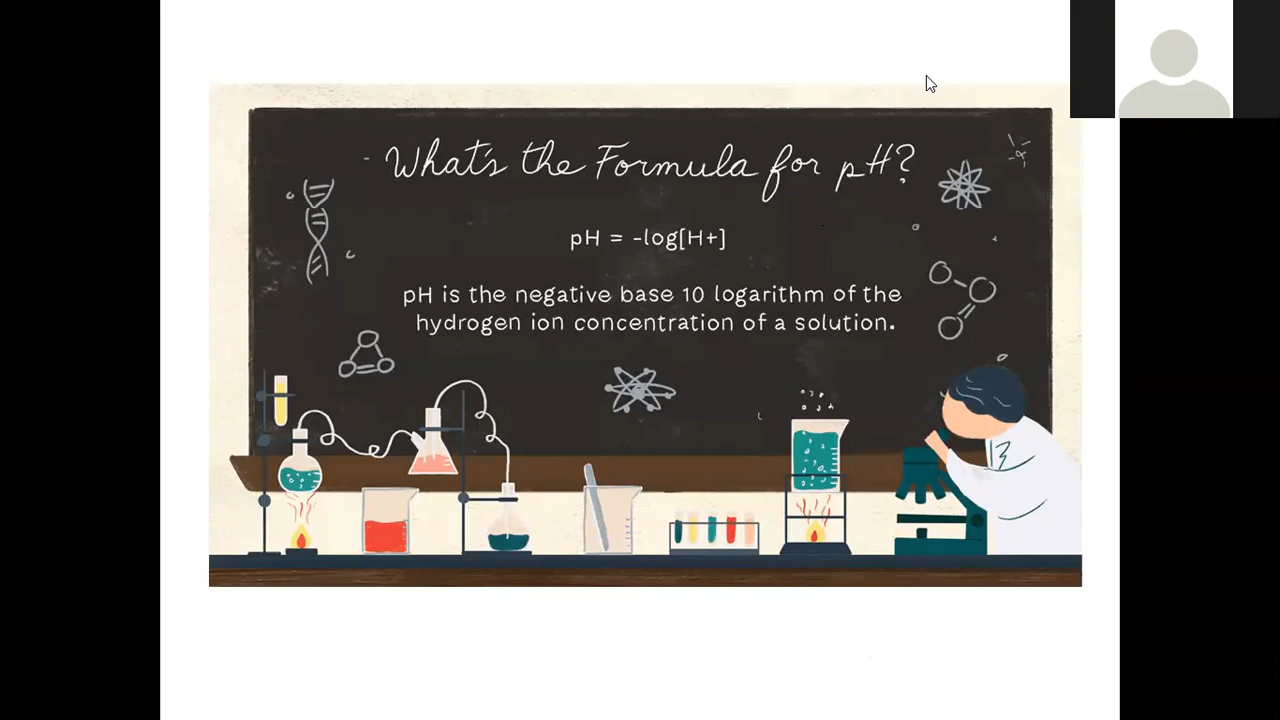 What's the Formula for pH?
pH = -log[H+]
pH is the negative base 10 logarithm of the
hydrogen ion concentration of a solution.